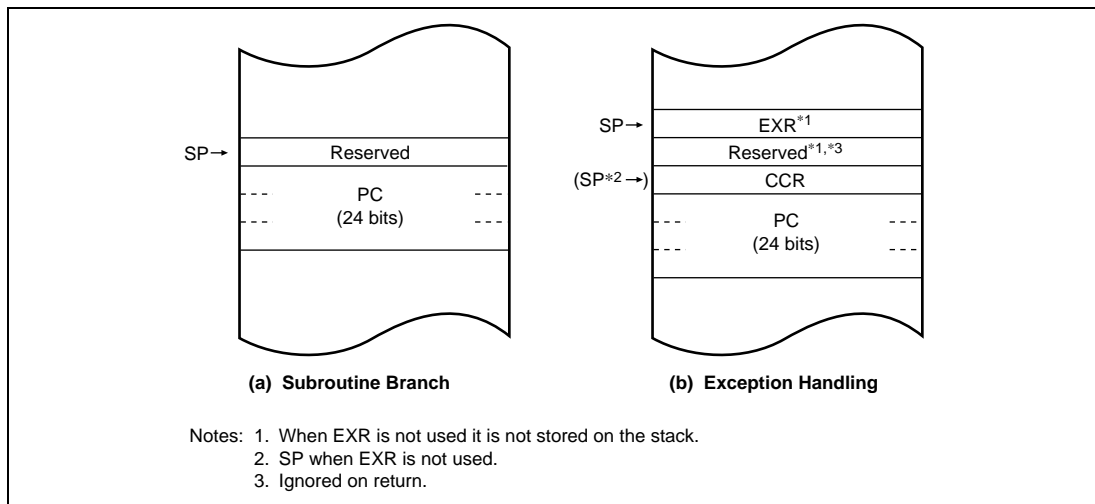 SP→ Reserved
PC
(24 bits)
(a) Subroutine Branch
SP→ EXR*1
Reserved*1,*3
(SP*2 →) CCR
PC
(24 bits)
(b) Exception Handling
Notes: 1. When EXR is not used it is not stored on the stack.
2. SP when EXR is not used.
3. Ignored on return.